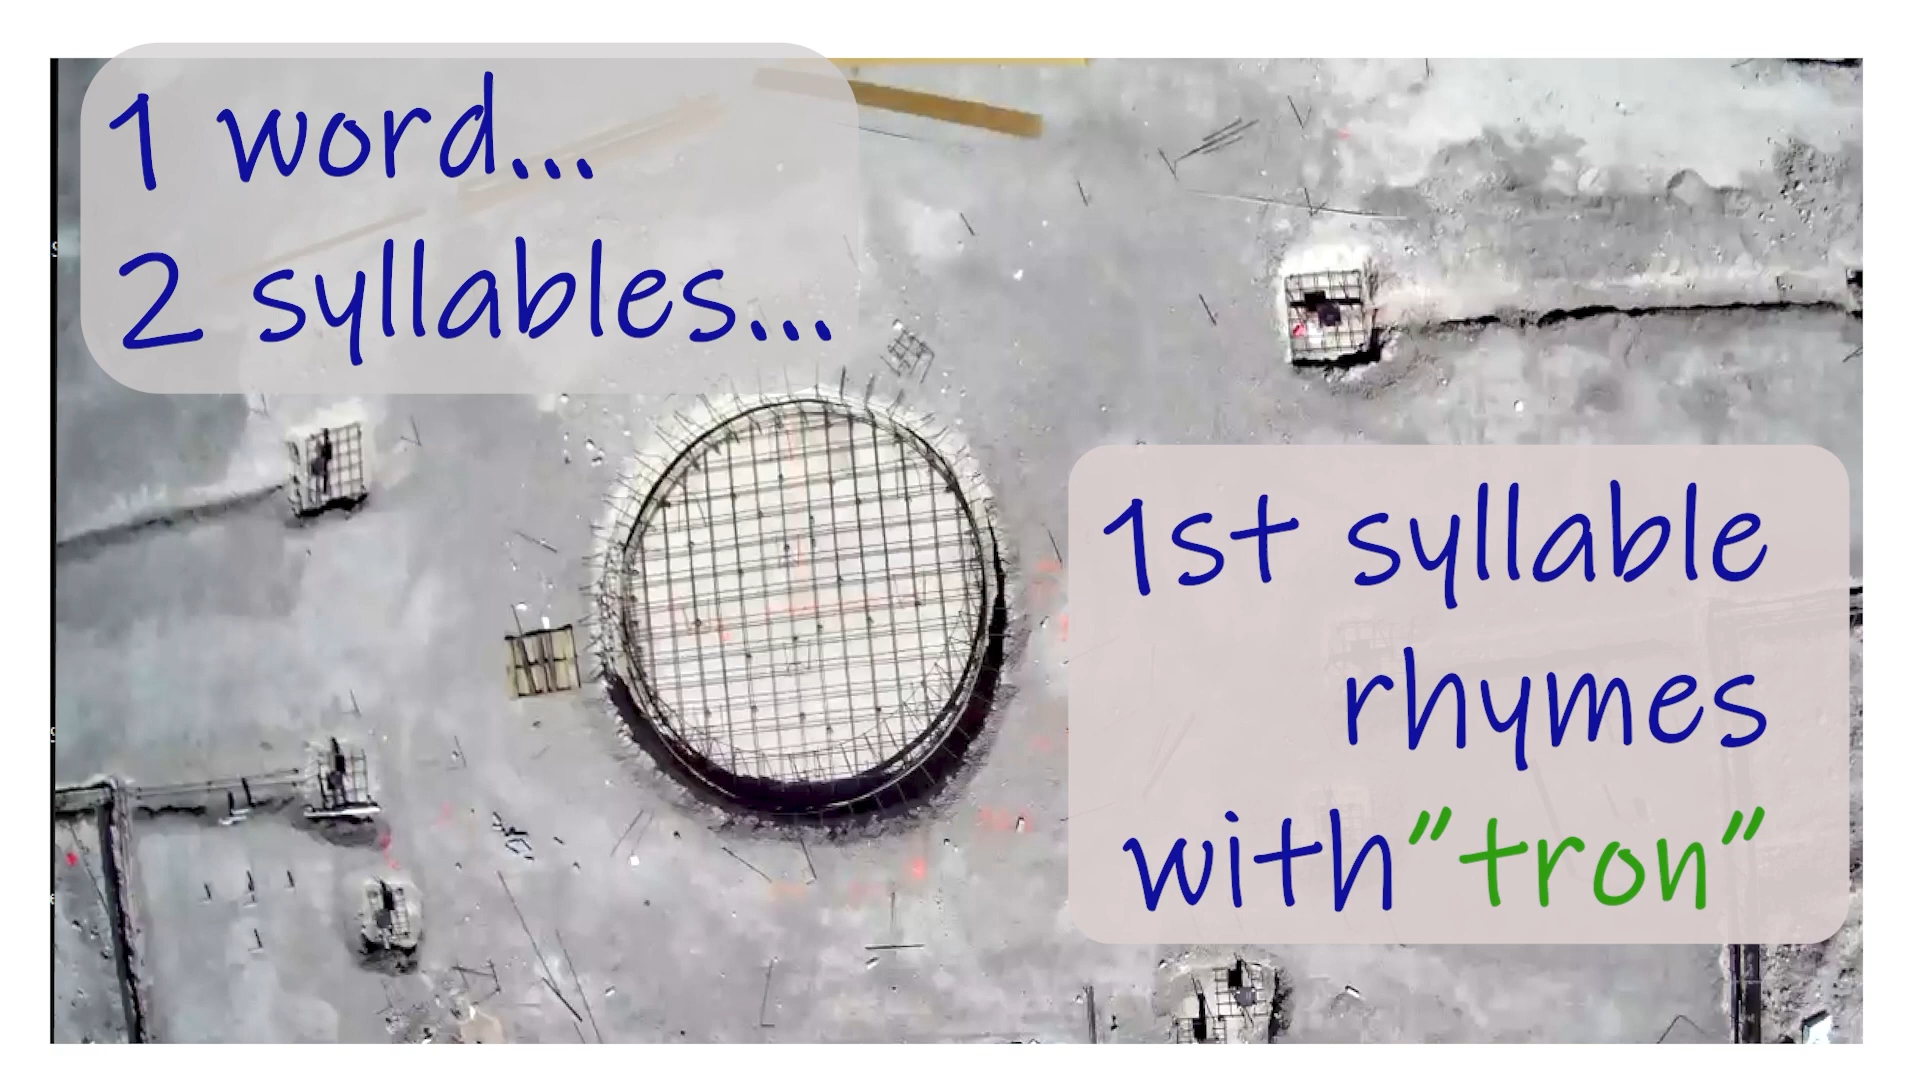 1 word...
2 syllables...
1st syllable
rhymes
with"tron"